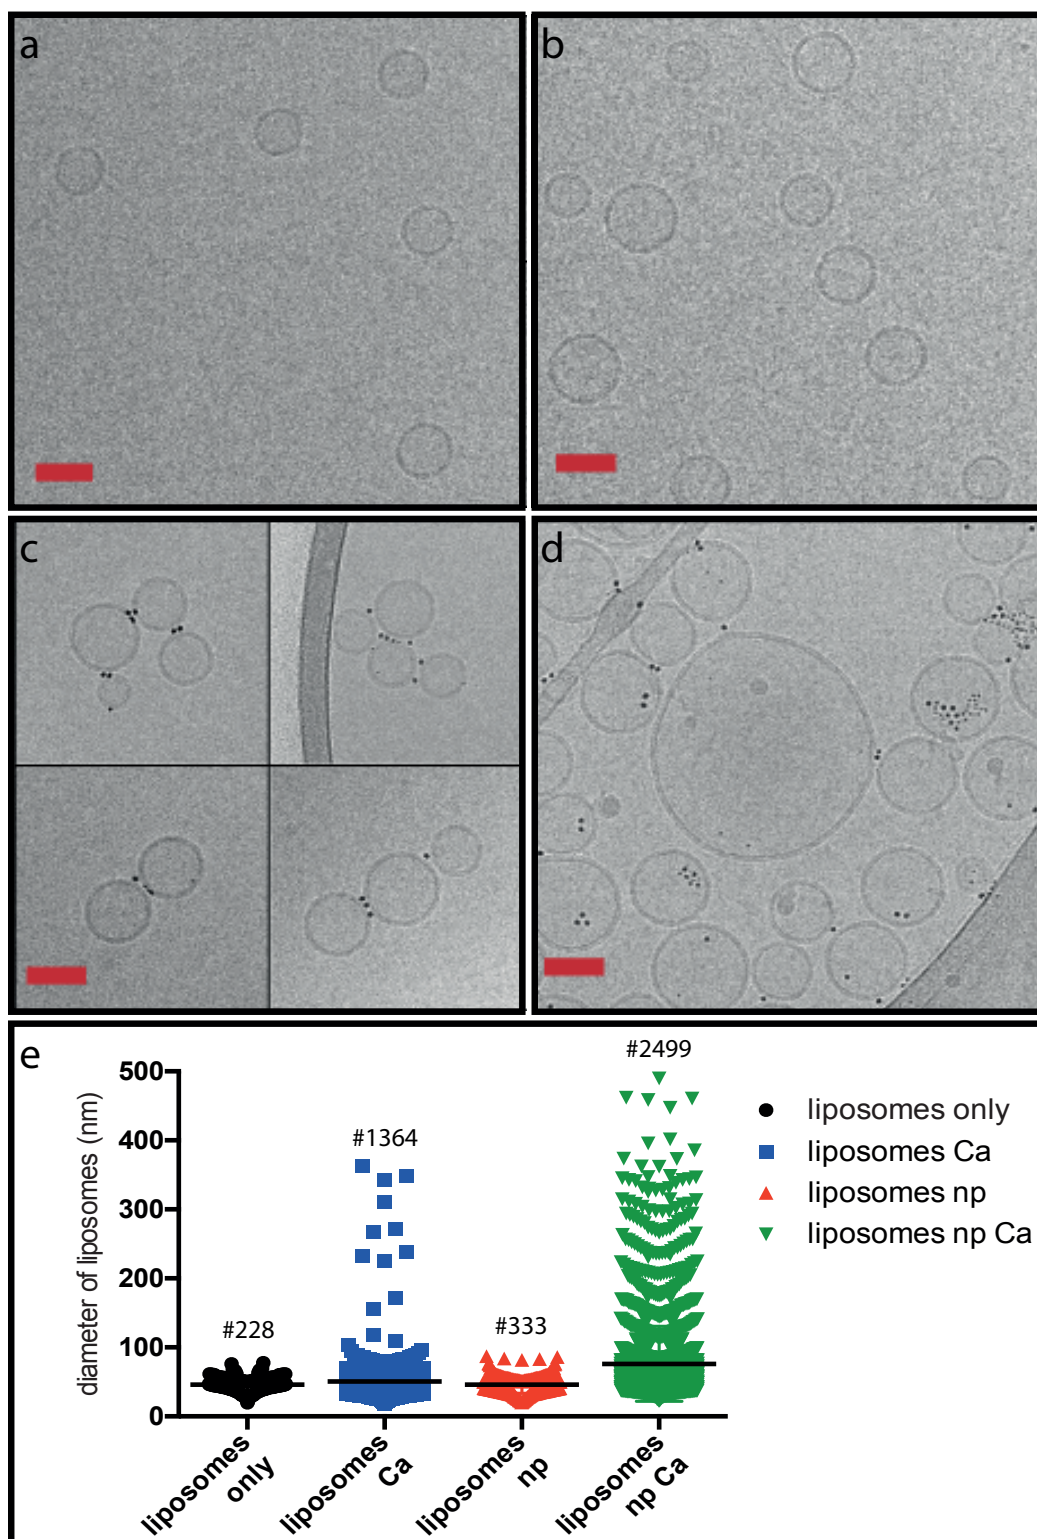 a
b
c
d
e
#2499
500
#1364
400
300
200
#228
#333
100
0
diameter of liposomes (nm)
liposomes only
liposomes Ca
liposomes np
liposomes np Ca
liposomes
only
liposomes
Ca
liposomes
np
liposomes
np Ca